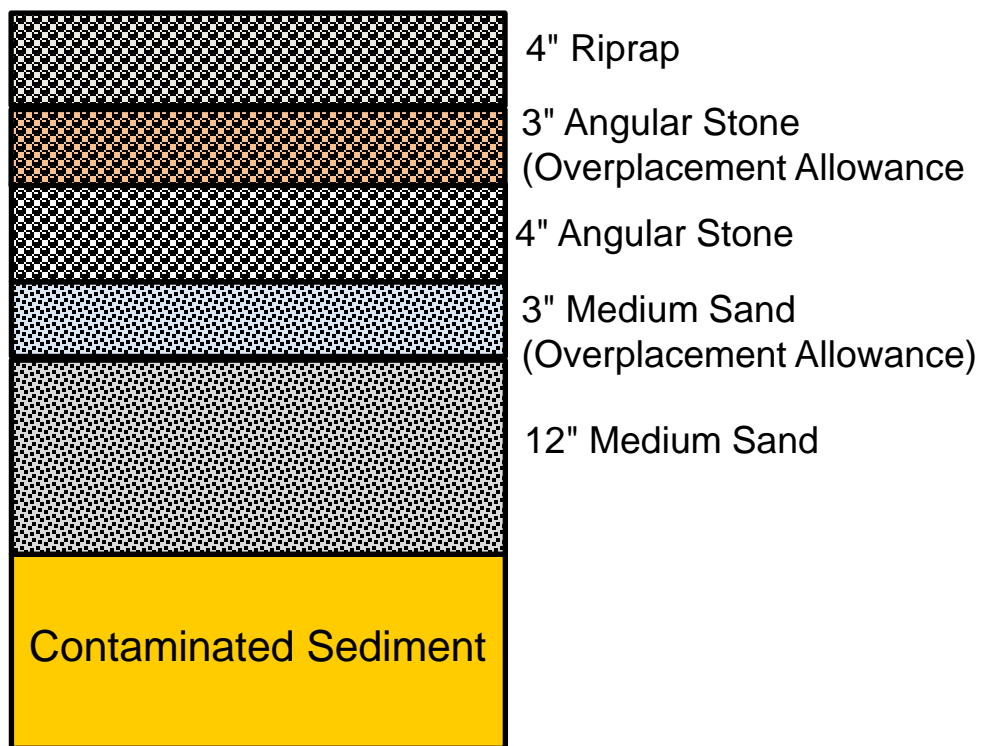 4" Riprap
3" Angular Stone
(Overplacement Allowance
4" Angular Stone
3" Medium Sand
(Overplacement Allowance)
12" Medium Sand
Contaminated Sediment